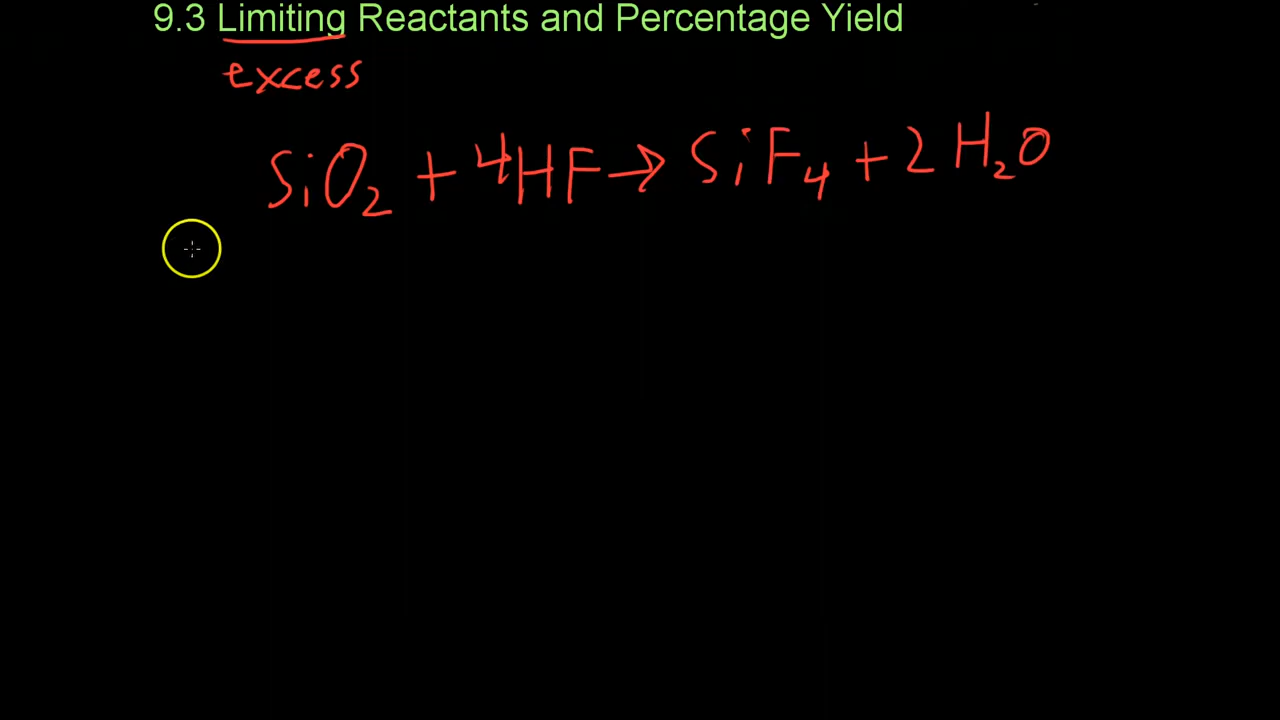 9.3 Limiting Reactants and Percentage Yield
excess
SiO₂ + 4HF → SiF₄ + 2H₂O